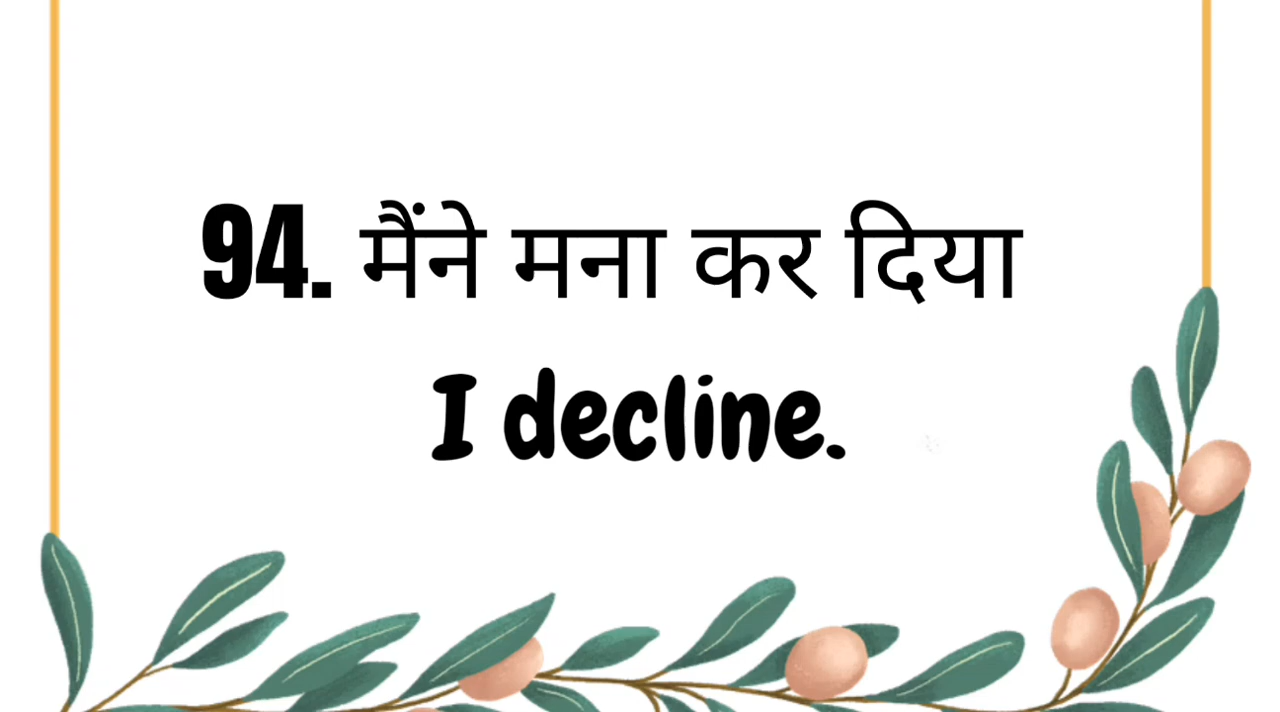 94. मैंने मना कर दिया
I decline.